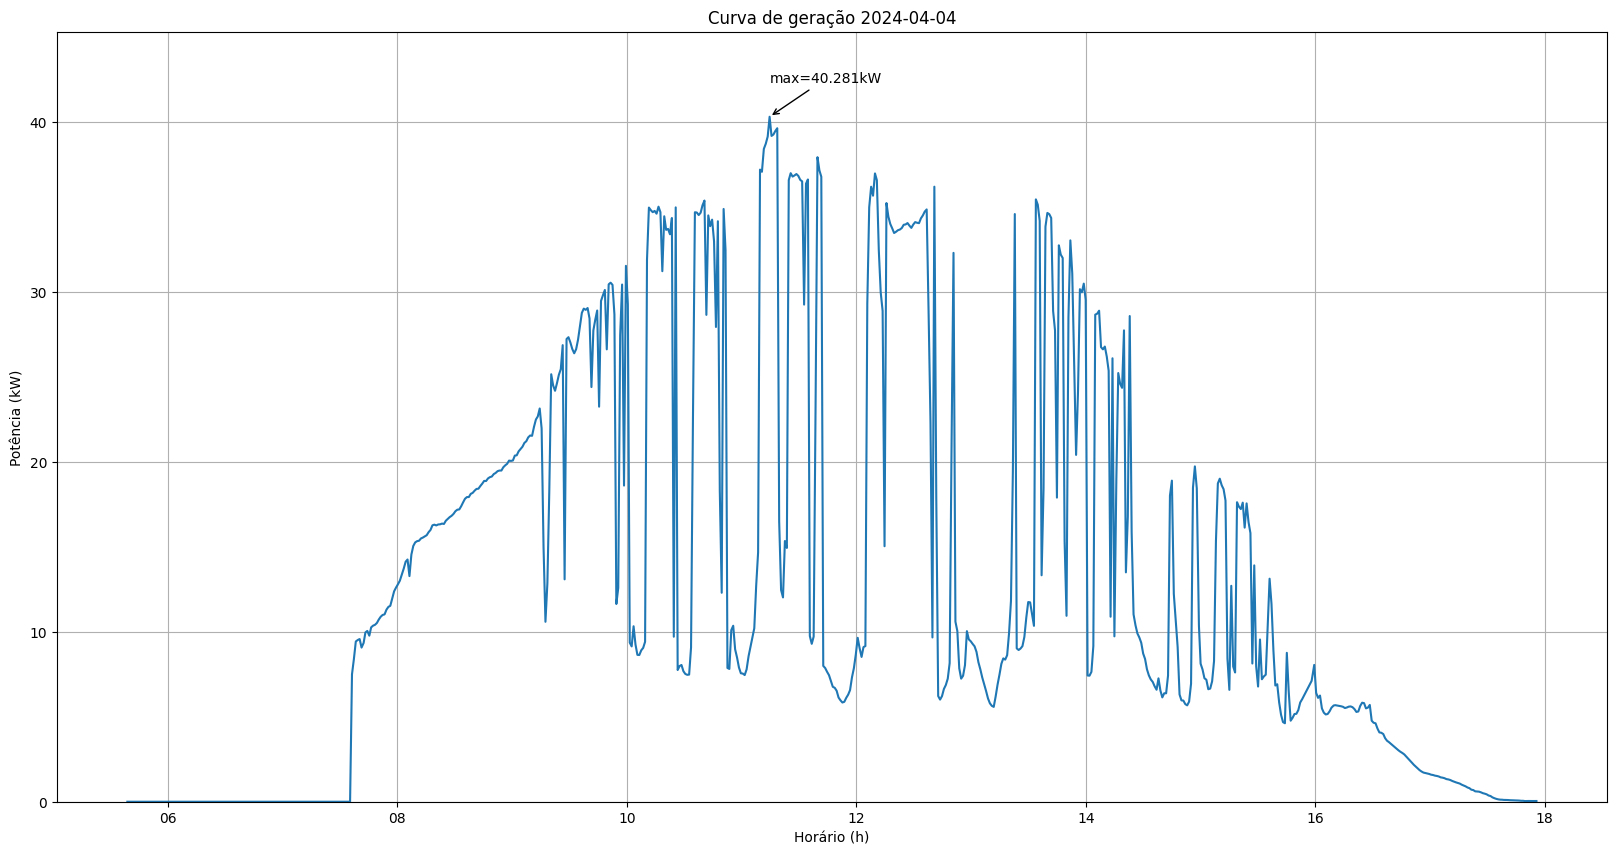 Curva de geração 2024-04-04
max=40.281kW
40
30
20
10
0
Potência (kW)
06 08 10 12 14 16 18
Horário (h)